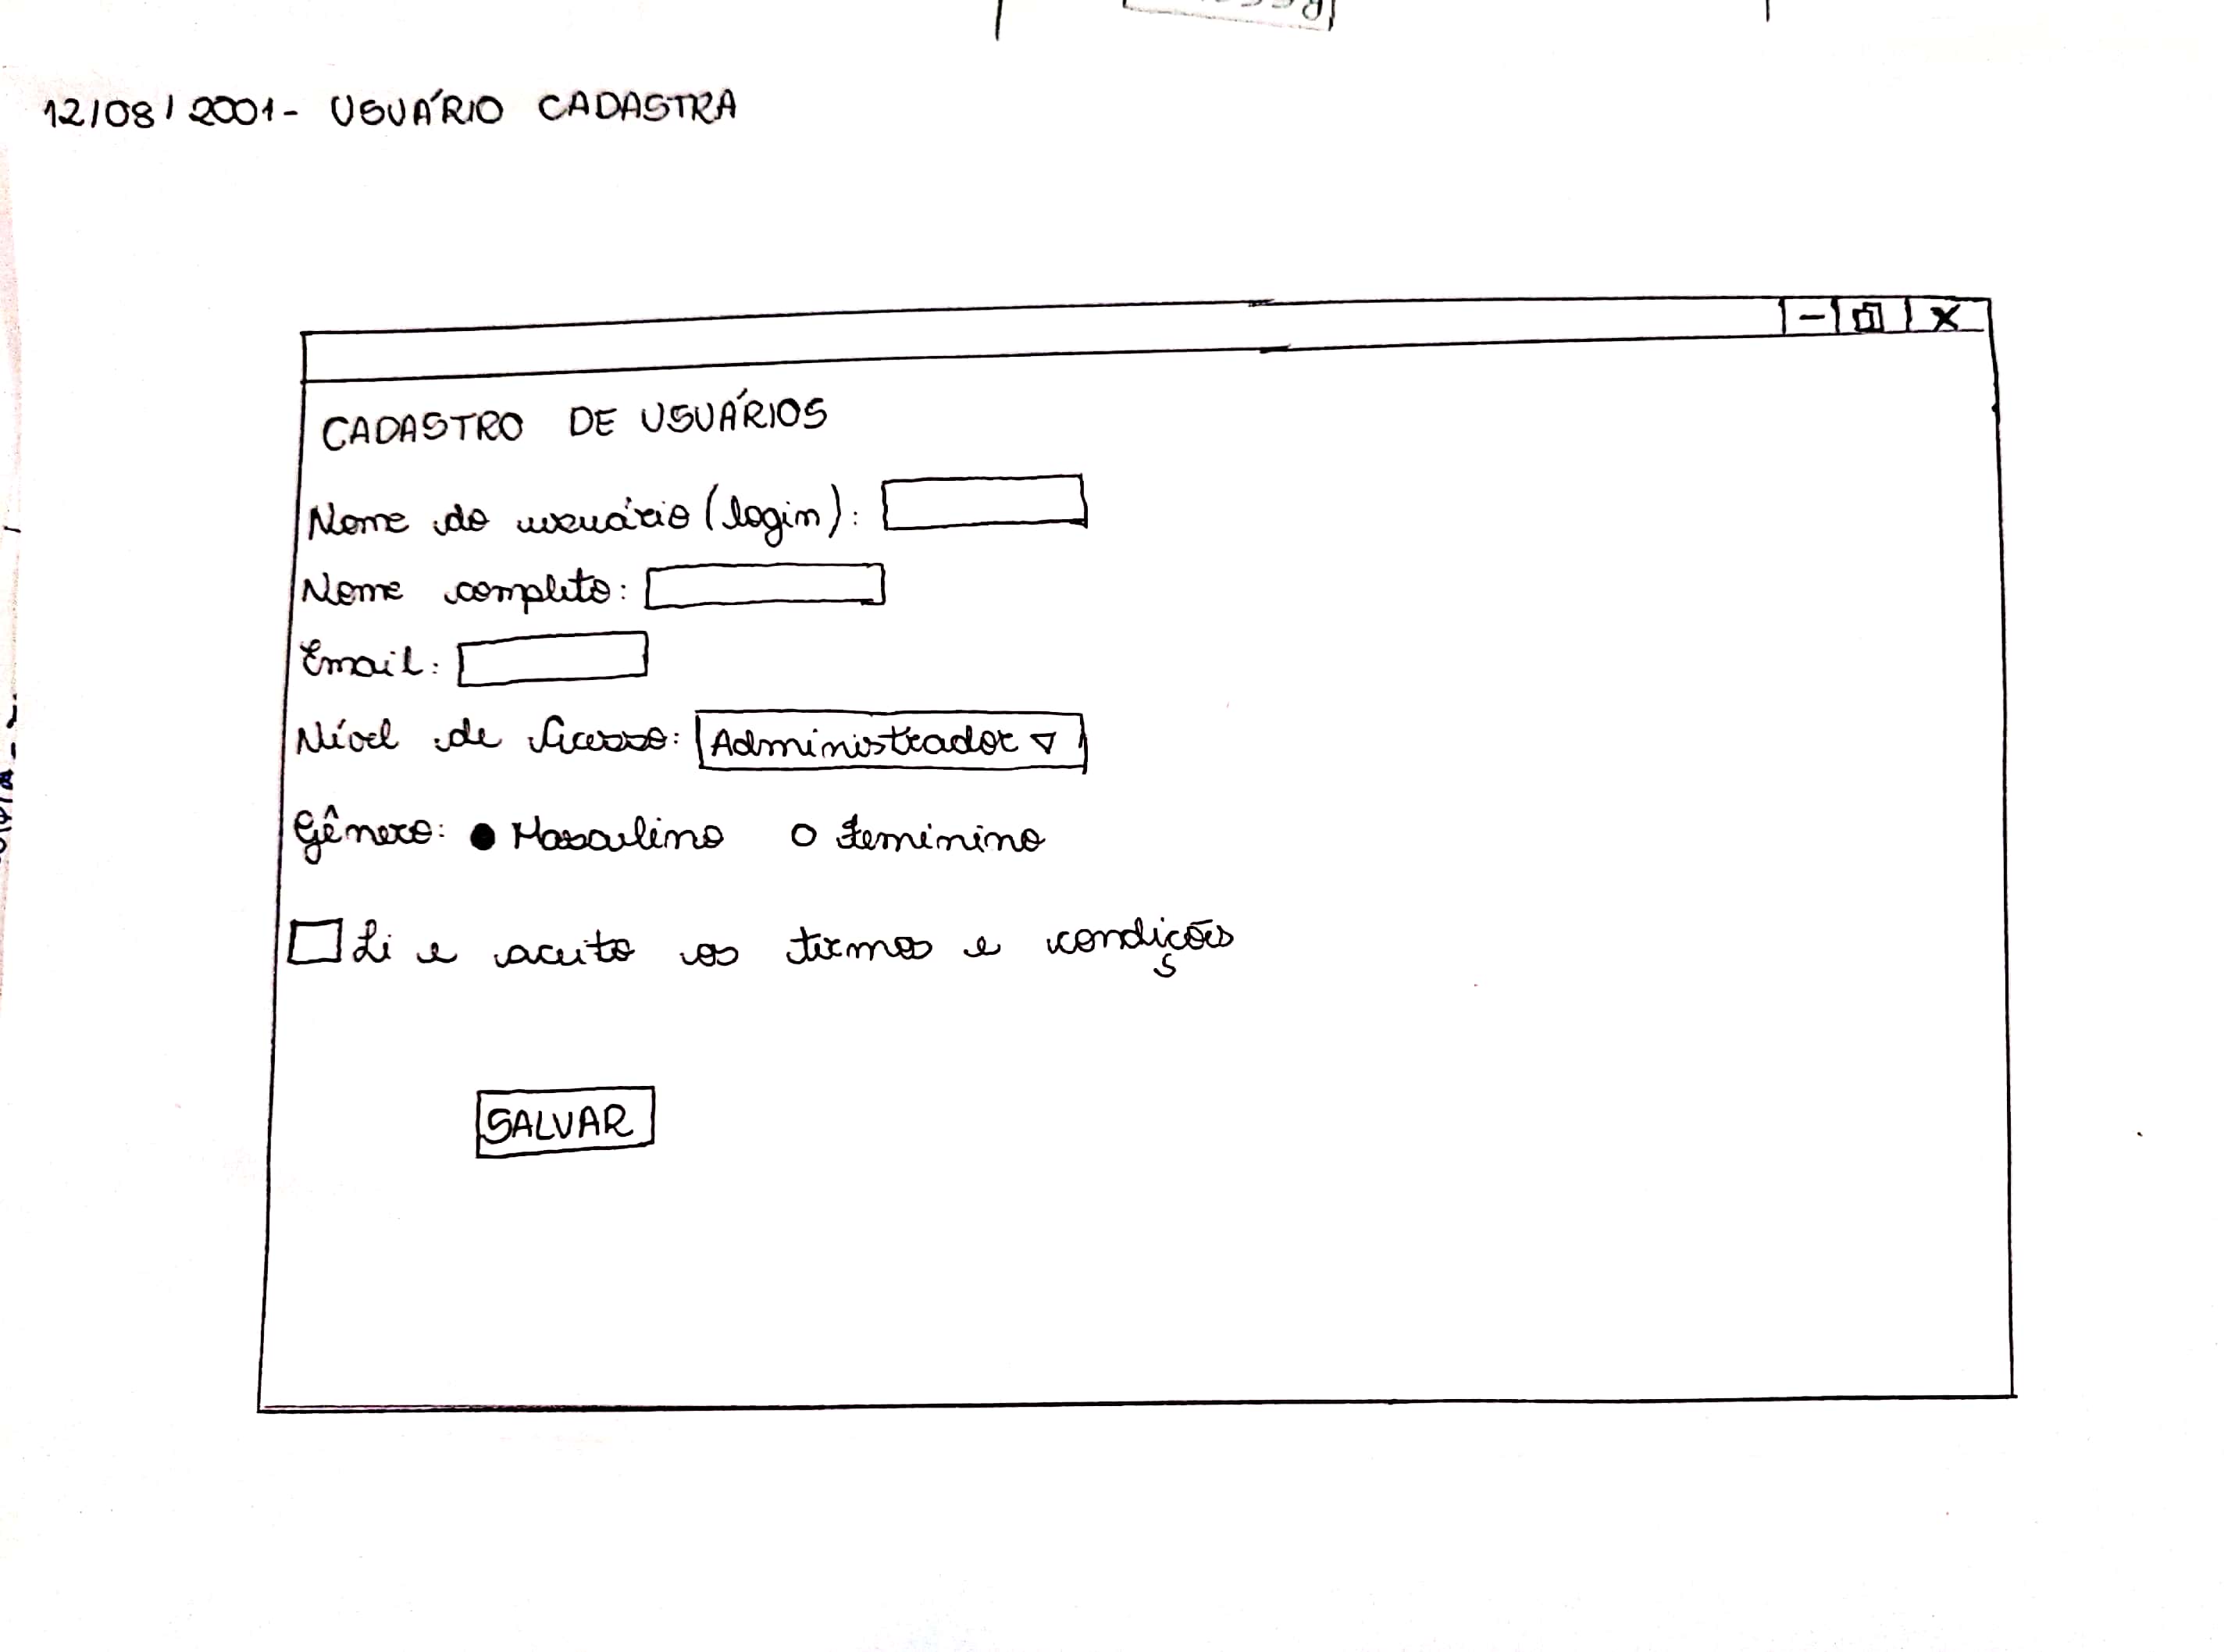 12/08/2001- USUÁRIO CADASTRA
CADASTRO DE USUÁRIOS
Nome do usuário (login):
Nome completo:
Email:
Nível de Acesso: Administrador
Gênero: Masculino Feminino
Li e aceito os termos e condições
SALVAR